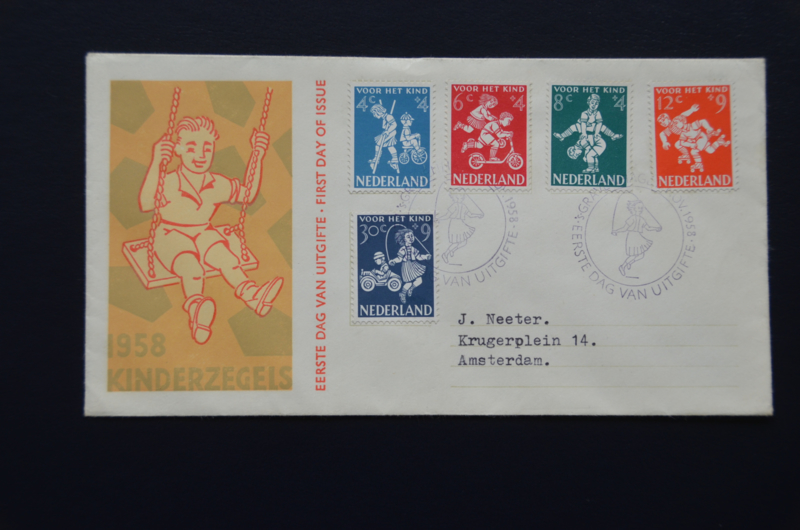 1958
KINDERZEGELS
EERSTE DAG VAN UITGIFTE · FIRST DAY OF ISSUE
VOOR HET KIND
4c +4
NEDERLAND
VOOR HET KIND
6c +4
NEDERLAND
VOOR HET KIND
8c +4
NEDERLAND
VOOR HET KIND
12c +9
NEDERLAND
VOOR HET KIND
30c +9
NEDERLAND
1958
VAN UITGIFTE
1958
EERSTE DAG VAN UITGIFTE
J. Neeter.
Krugerplein 14.
Amsterdam.